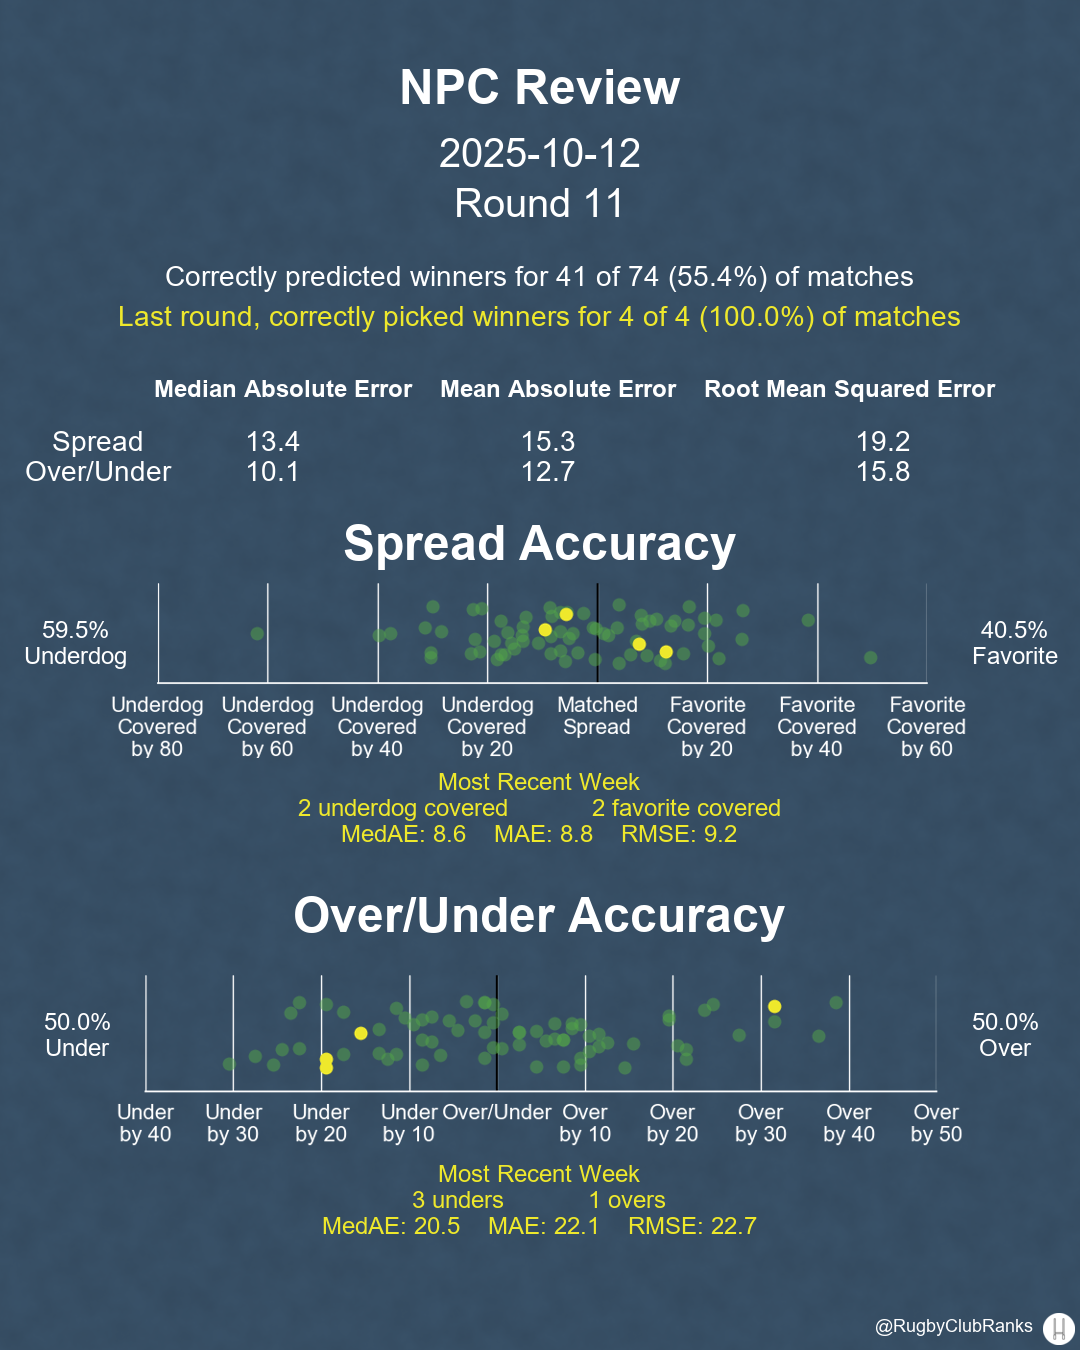 NPC Review
2025-10-12
Round 11
Correctly predicted winners for 41 of 74 (55.4%) of matches
Last round, correctly picked winners for 4 of 4 (100.0%) of matches
Median Absolute Error Mean Absolute Error Root Mean Squared Error
Spread 13.4 15.3 19.2
Over/Under 10.1 12.7 15.8
Spread Accuracy
59.5% 40.5%
Underdog Favorite
Underdog Underdog Underdog Underdog Matched Favorite Favorite Favorite
Covered Covered Covered Covered Spread Covered Covered Covered
by 80 by 60 by 40 by 20 by 20 by 40 by 60
Most Recent Week
2 underdog covered 2 favorite covered
MedAE: 8.6 MAE: 8.8 RMSE: 9.2
Over/Under Accuracy
50.0% 50.0%
Under Over
Under Under Under Under Over/Under Over Over Over Over Over
by 40 by 30 by 20 by 10 by 10 by 20 by 30 by 40 by 50
Most Recent Week
3 unders 1 overs
MedAE: 20.5 MAE: 22.1 RMSE: 22.7
@RugbyClubRanks